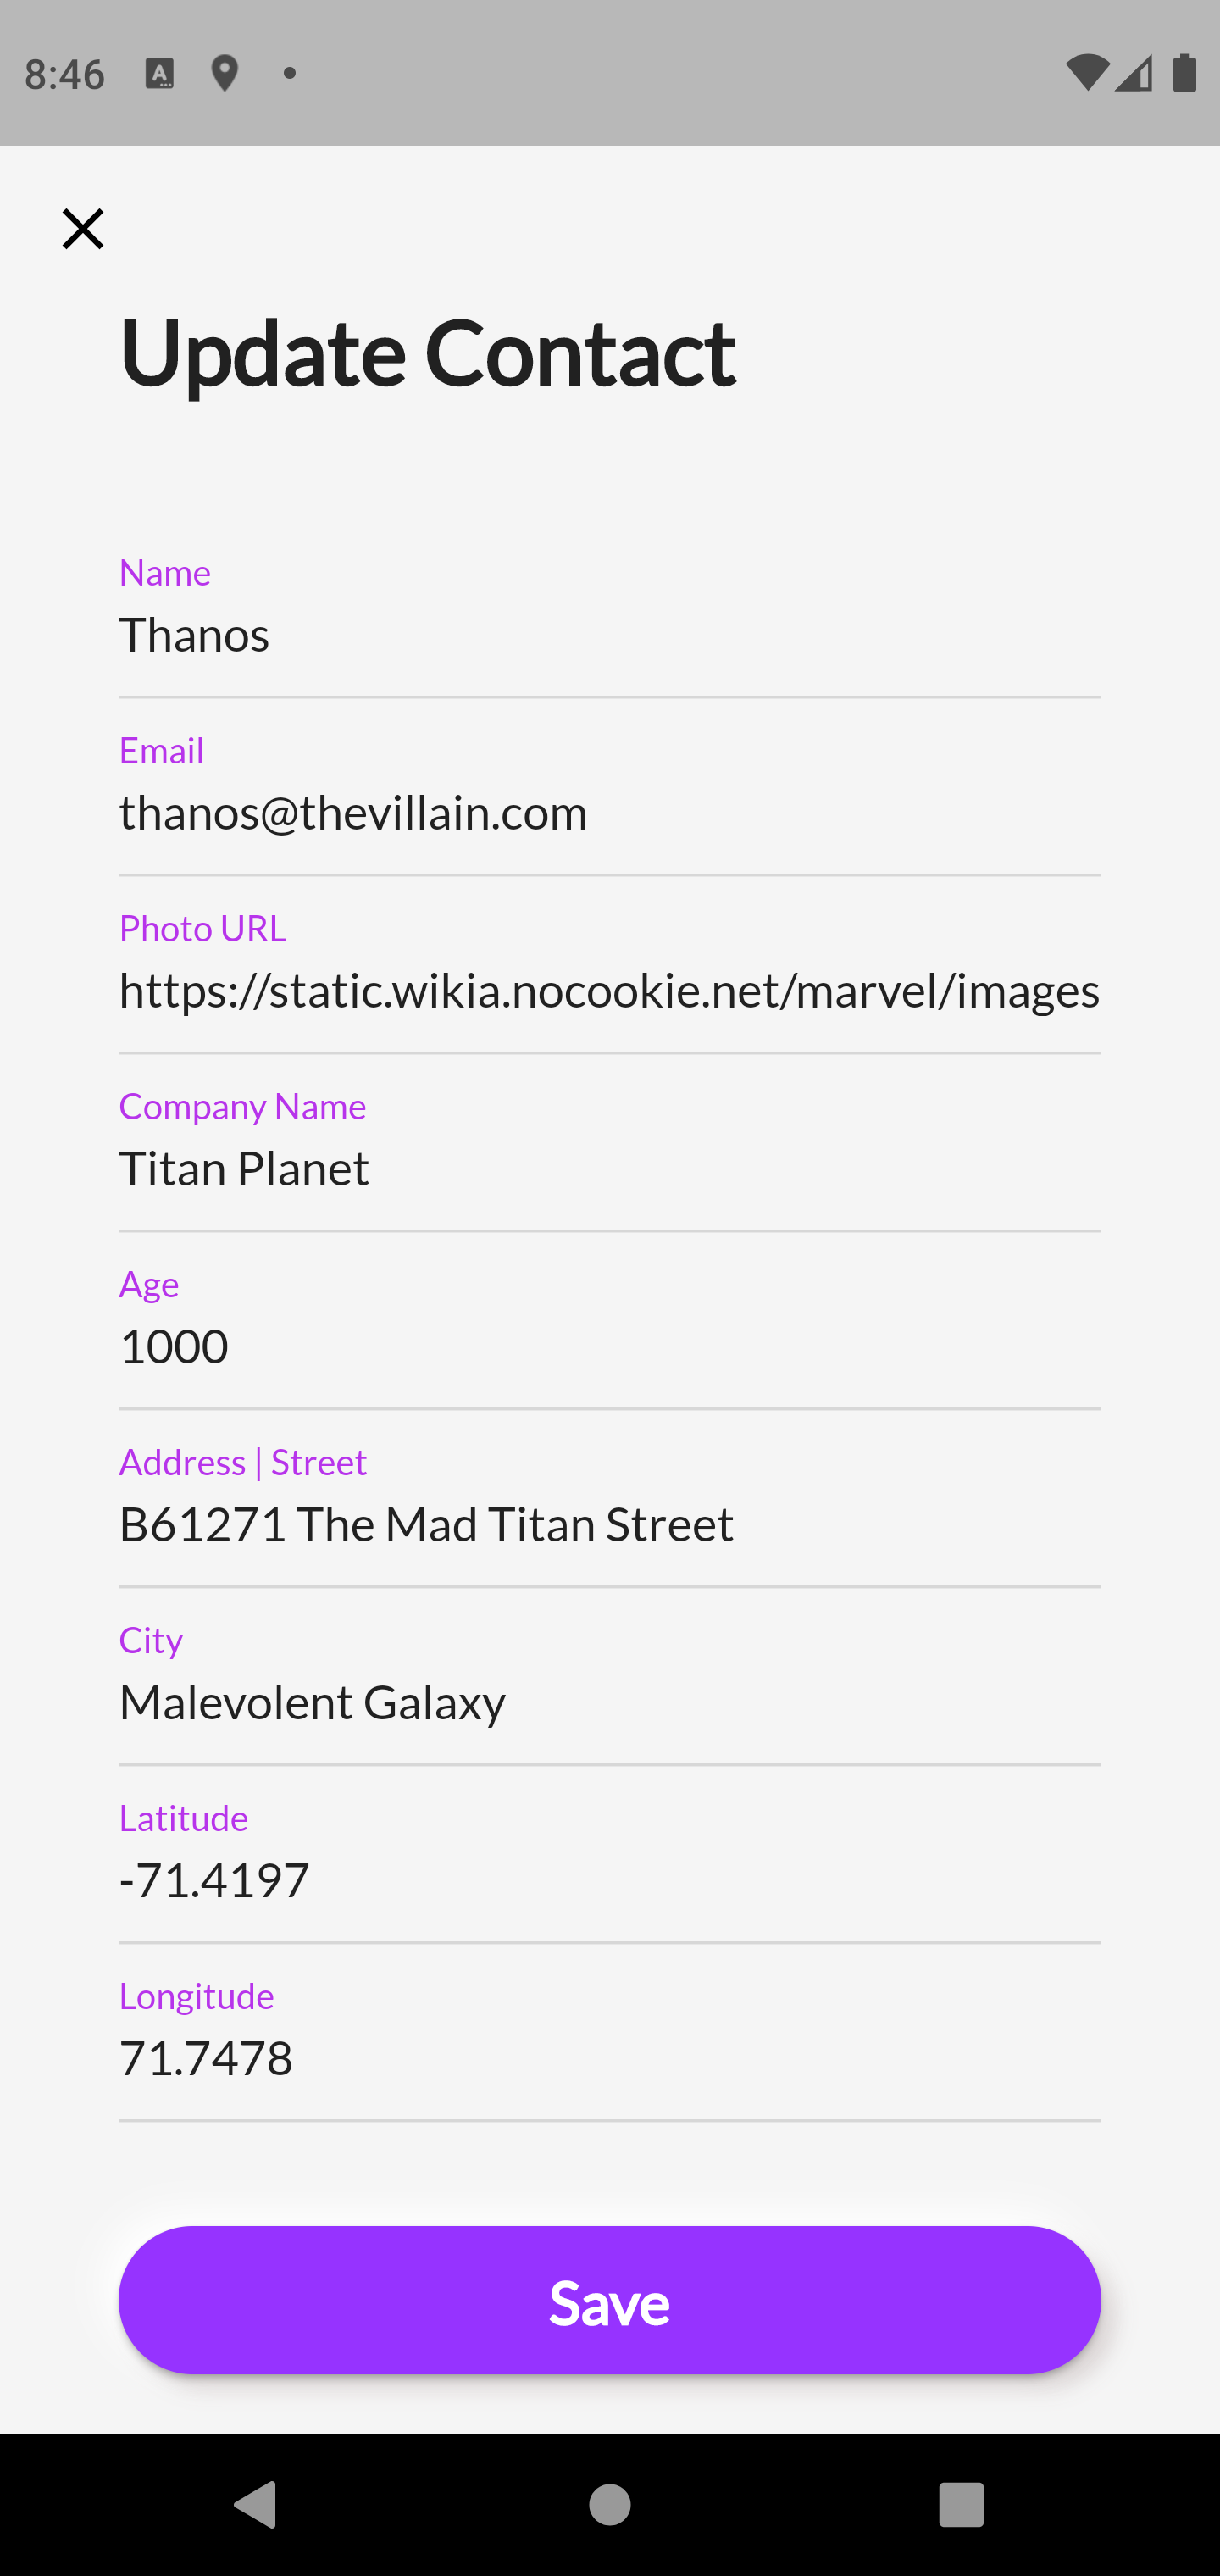 8:46
Update Contact
Name
Thanos
Email
thanos@thevillain.com
Photo URL
https://static.wikia.nocookie.net/marvel/images
Company Name
Titan Planet
Age
1000
Address | Street
B61271 The Mad Titan Street
City
Malevolent Galaxy
Latitude
-71.4197
Longitude
71.7478
Save